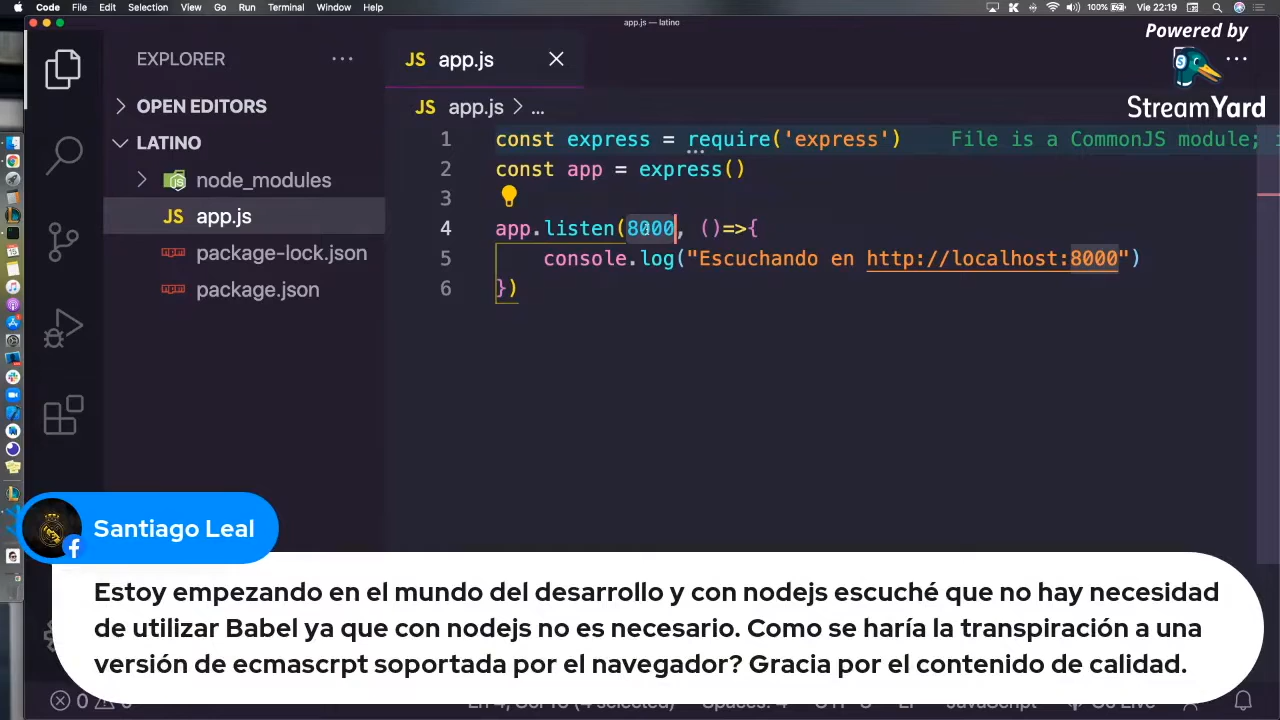 Code File Edit Selection View Go Run Terminal Window Help 100% Vie 22:19
app.js — latino
Powered by
StreamYard
EXPLORER
OPEN EDITORS
LATINO
node_modules
JS app.js
package-lock.json
package.json
JS app.js
JS app.js > ...
1 const express = require('express') File is a CommonJS module;
2 const app = express()
3
4 app.listen(8000, ()=>{
5 console.log("Escuchando en http://localhost:8000")
6 })
Santiago Leal
Estoy empezando en el mundo del desarrollo y con nodejs escuché que no hay necesidad
de utilizar Babel ya que con nodejs no es necesario. Como se haría la transpiración a una
versión de ecmascrpt soportada por el navegador? Gracia por el contenido de calidad.
0